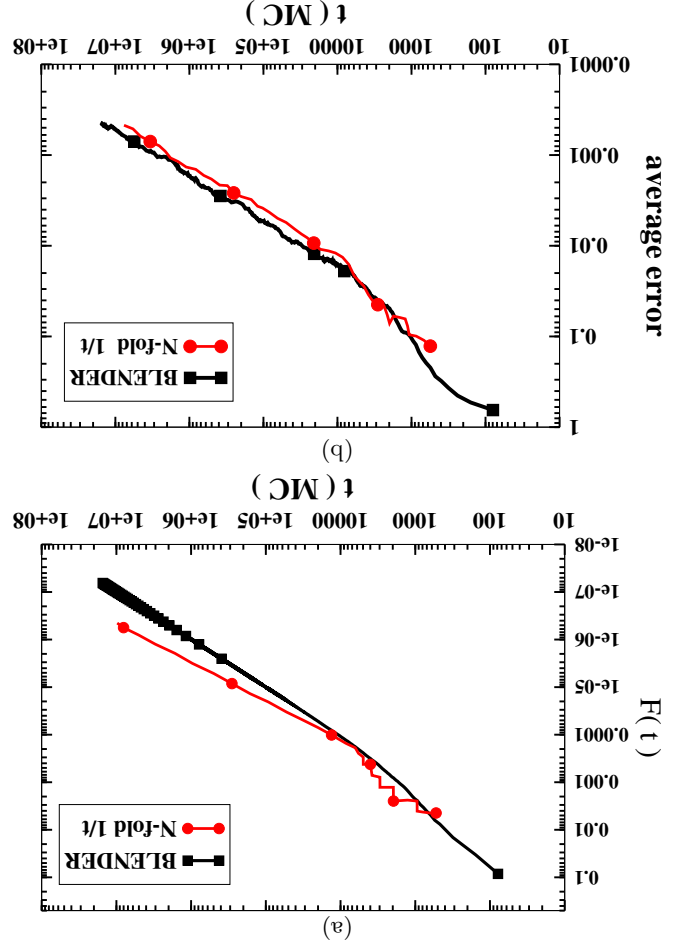 (a)
F( t )
0.1
0.01
0.001
0.0001
1e-05
1e-06
1e-07
1e-08
BLENDER
N-fold 1/t
10 100 1000 10000 1e+05 1e+06 1e+07 1e+08
t ( MC )
(b)
average error
1
0.1
0.01
0.001
0.0001
BLENDER
N-fold 1/t
10 100 1000 10000 1e+05 1e+06 1e+07 1e+08
t ( MC )